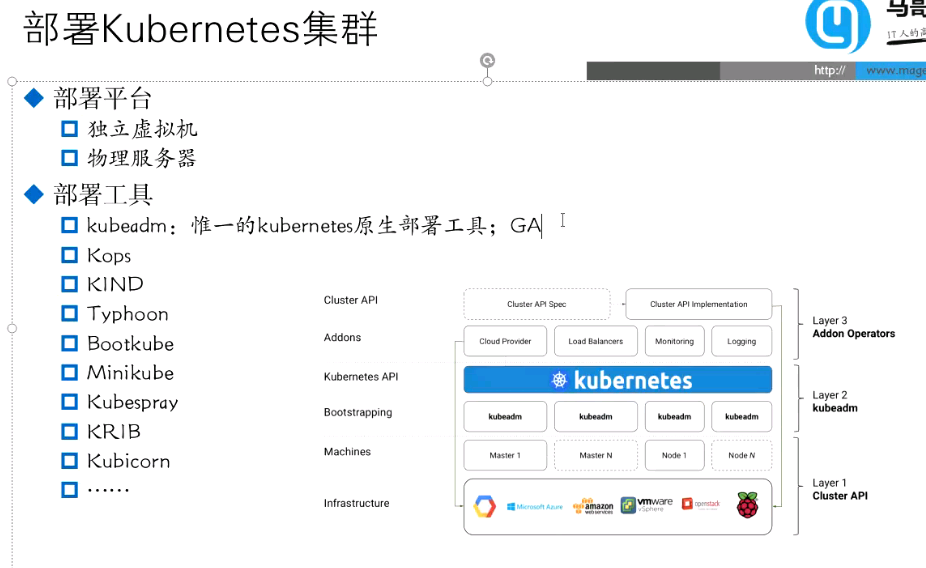 部署Kubernetes集群
马哥
IT人的高
http://
www.mage
部署平台
独立虚拟机
物理服务器
部署工具
kubeadm：惟一的kubernetes原生部署工具；GA
Kops
KIND
Typhoon
Bootkube
Minikube
Kubespray
KRIB
Kubicorn
……
Cluster API
Cluster API Spec
Cluster API Implementation
Addons
Cloud Provider
Load Balancers
Monitoring
Logging
Layer 3
Addon Operators
Kubernetes API
kubernetes
Bootstrapping
kubeadm
kubeadm
kubeadm
kubeadm
Layer 2
kubeadm
Machines
Master 1
Master N
Node 1
Node N
Infrastructure
Microsoft Azure
amazon
web services
vmware
vSphere
openstack
Layer 1
Cluster API